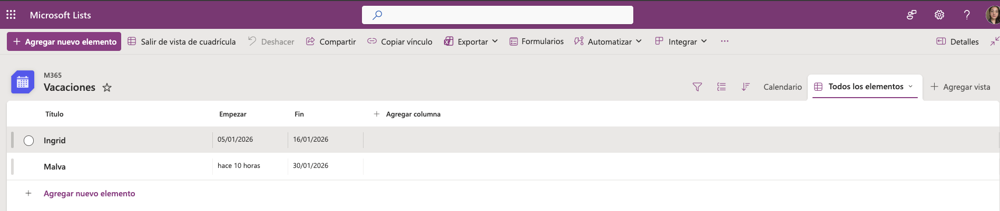 Microsoft Lists
Agregar nuevo elemento Salir de vista de cuadrícula Deshacer Compartir Copiar vínculo Exportar Formularios Automatizar Integrar ... Detalles
M365
Vacaciones
Calendario Todos los elementos Agregar vista
Título Empezar Fin Agregar columna
Ingrid 05/01/2026 16/01/2026
Malva hace 10 horas 30/01/2026
Agregar nuevo elemento